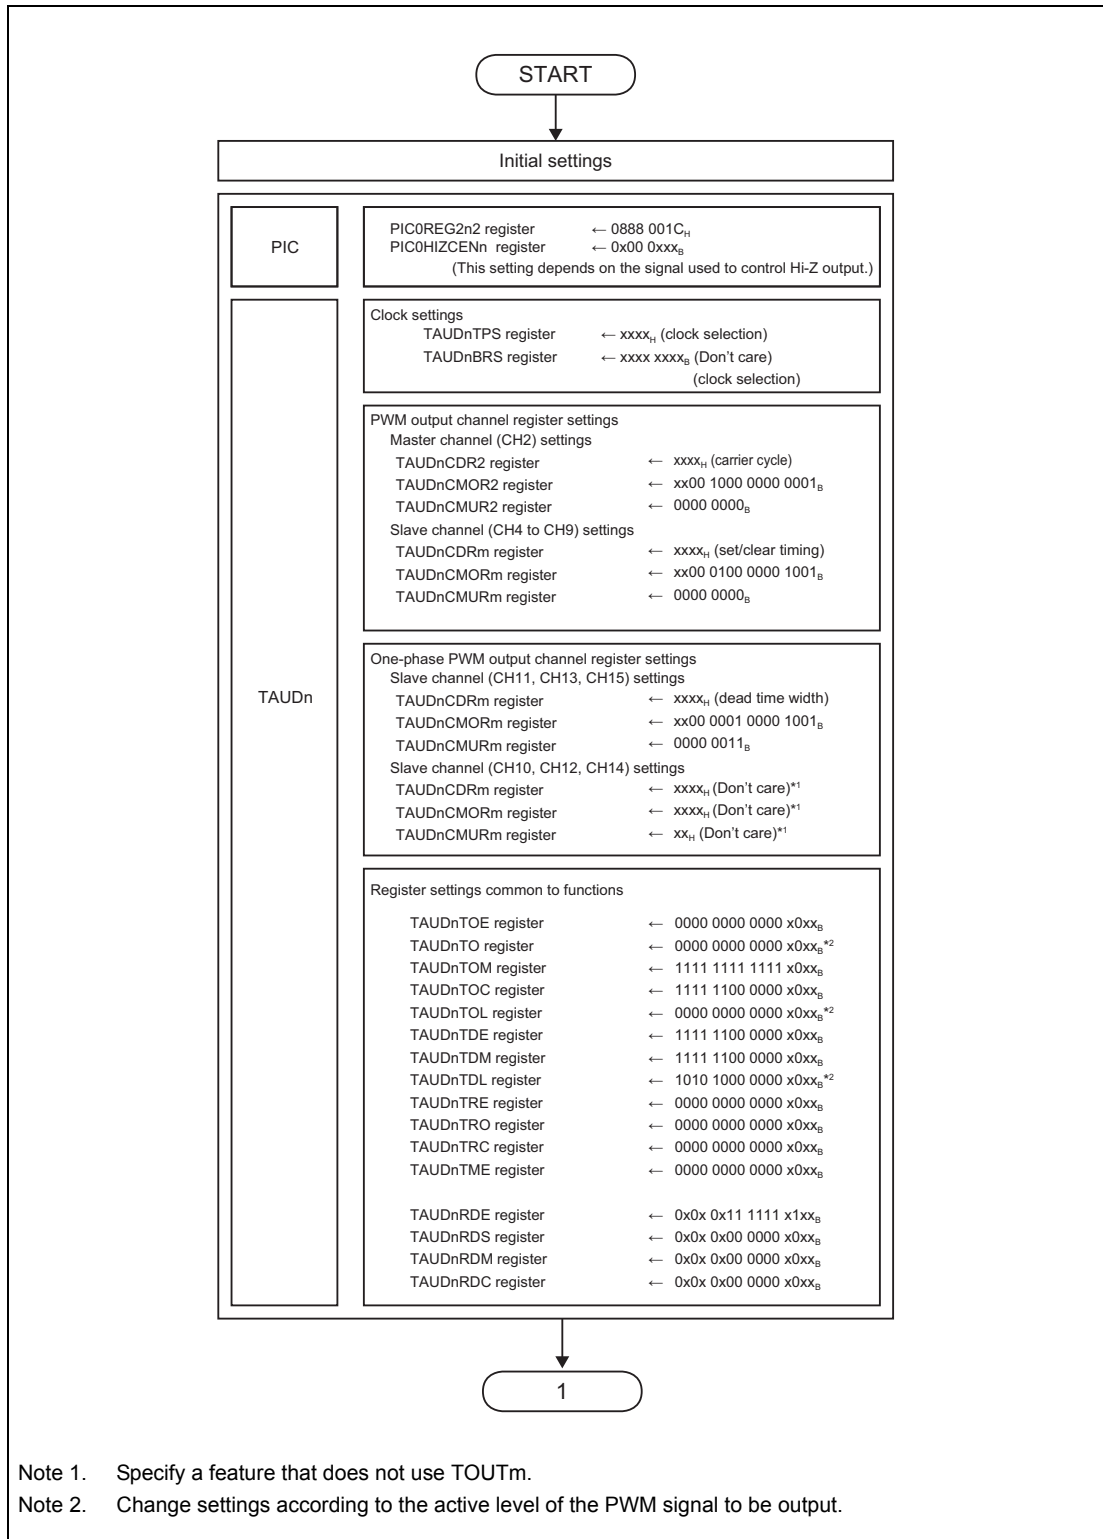 START
Initial settings
PIC
PIC0REG2n2 register ← 0888 001CH
PIC0HIZCENn register ← 0x00 0xxxB
(This setting depends on the signal used to control Hi-Z output.)
TAUDn
Clock settings
TAUDnTPS register ← xxxxH (clock selection)
TAUDnBRS register ← xxxx xxxxB (Don't care)
(clock selection)
PWM output channel register settings
Master channel (CH2) settings
TAUDnCDR2 register ← xxxxH (carrier cycle)
TAUDnCMOR2 register ← xx00 1000 0000 0001B
TAUDnCMUR2 register ← 0000 0000B
Slave channel (CH4 to CH9) settings
TAUDnCDRm register ← xxxxH (set/clear timing)
TAUDnCMORm register ← xx00 0100 0000 1001B
TAUDnCMURm register ← 0000 0000B
One-phase PWM output channel register settings
Slave channel (CH11, CH13, CH15) settings
TAUDnCDRm register ← xxxxH (dead time width)
TAUDnCMORm register ← xx00 0001 0000 1001B
TAUDnCMURm register ← 0000 0011B
Slave channel (CH10, CH12, CH14) settings
TAUDnCDRm register ← xxxxH (Don't care)*1
TAUDnCMORm register ← xxxxH (Don't care)*1
TAUDnCMURm register ← xxH (Don't care)*1
Register settings common to functions
TAUDnTOE register ← 0000 0000 0000 x0xxB
TAUDnTO register ← 0000 0000 0000 x0xxB*2
TAUDnTOM register ← 1111 1111 1111 x0xxB
TAUDnTOC register ← 1111 1100 0000 x0xxB
TAUDnTOL register ← 0000 0000 0000 x0xxB*2
TAUDnTDE register ← 1111 1100 0000 x0xxB
TAUDnTDM register ← 1111 1100 0000 x0xxB
TAUDnTDL register ← 1010 1000 0000 x0xxB*2
TAUDnTRE register ← 0000 0000 0000 x0xxB
TAUDnTRO register ← 0000 0000 0000 x0xxB
TAUDnTRC register ← 0000 0000 0000 x0xxB
TAUDnTME register ← 0000 0000 0000 x0xxB
TAUDnRDE register ← 0x0x 0x11 1111 x1xxB
TAUDnRDS register ← 0x0x 0x00 0000 x0xxB
TAUDnRDM register ← 0x0x 0x00 0000 x0xxB
TAUDnRDC register ← 0x0x 0x00 0000 x0xxB
1
Note 1. Specify a feature that does not use TOUTm.
Note 2. Change settings according to the active level of the PWM signal to be output.